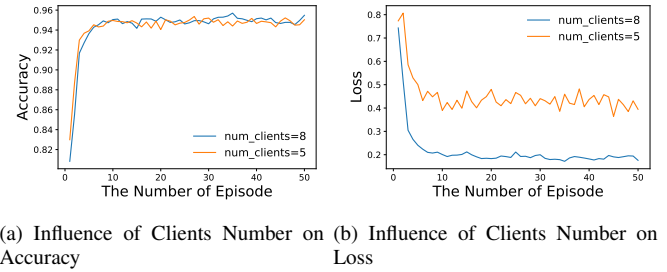 0.96
0.94
0.92
0.90
0.88
0.86
0.84
0.82
Accuracy
0 10 20 30 40 50
The Number of Episode
num_clients=8
num_clients=5
0.8
0.7
0.6
0.5
0.4
0.3
0.2
Loss
0 10 20 30 40 50
The Number of Episode
num_clients=8
num_clients=5
(a) Influence of Clients Number on
Accuracy
(b) Influence of Clients Number on
Loss